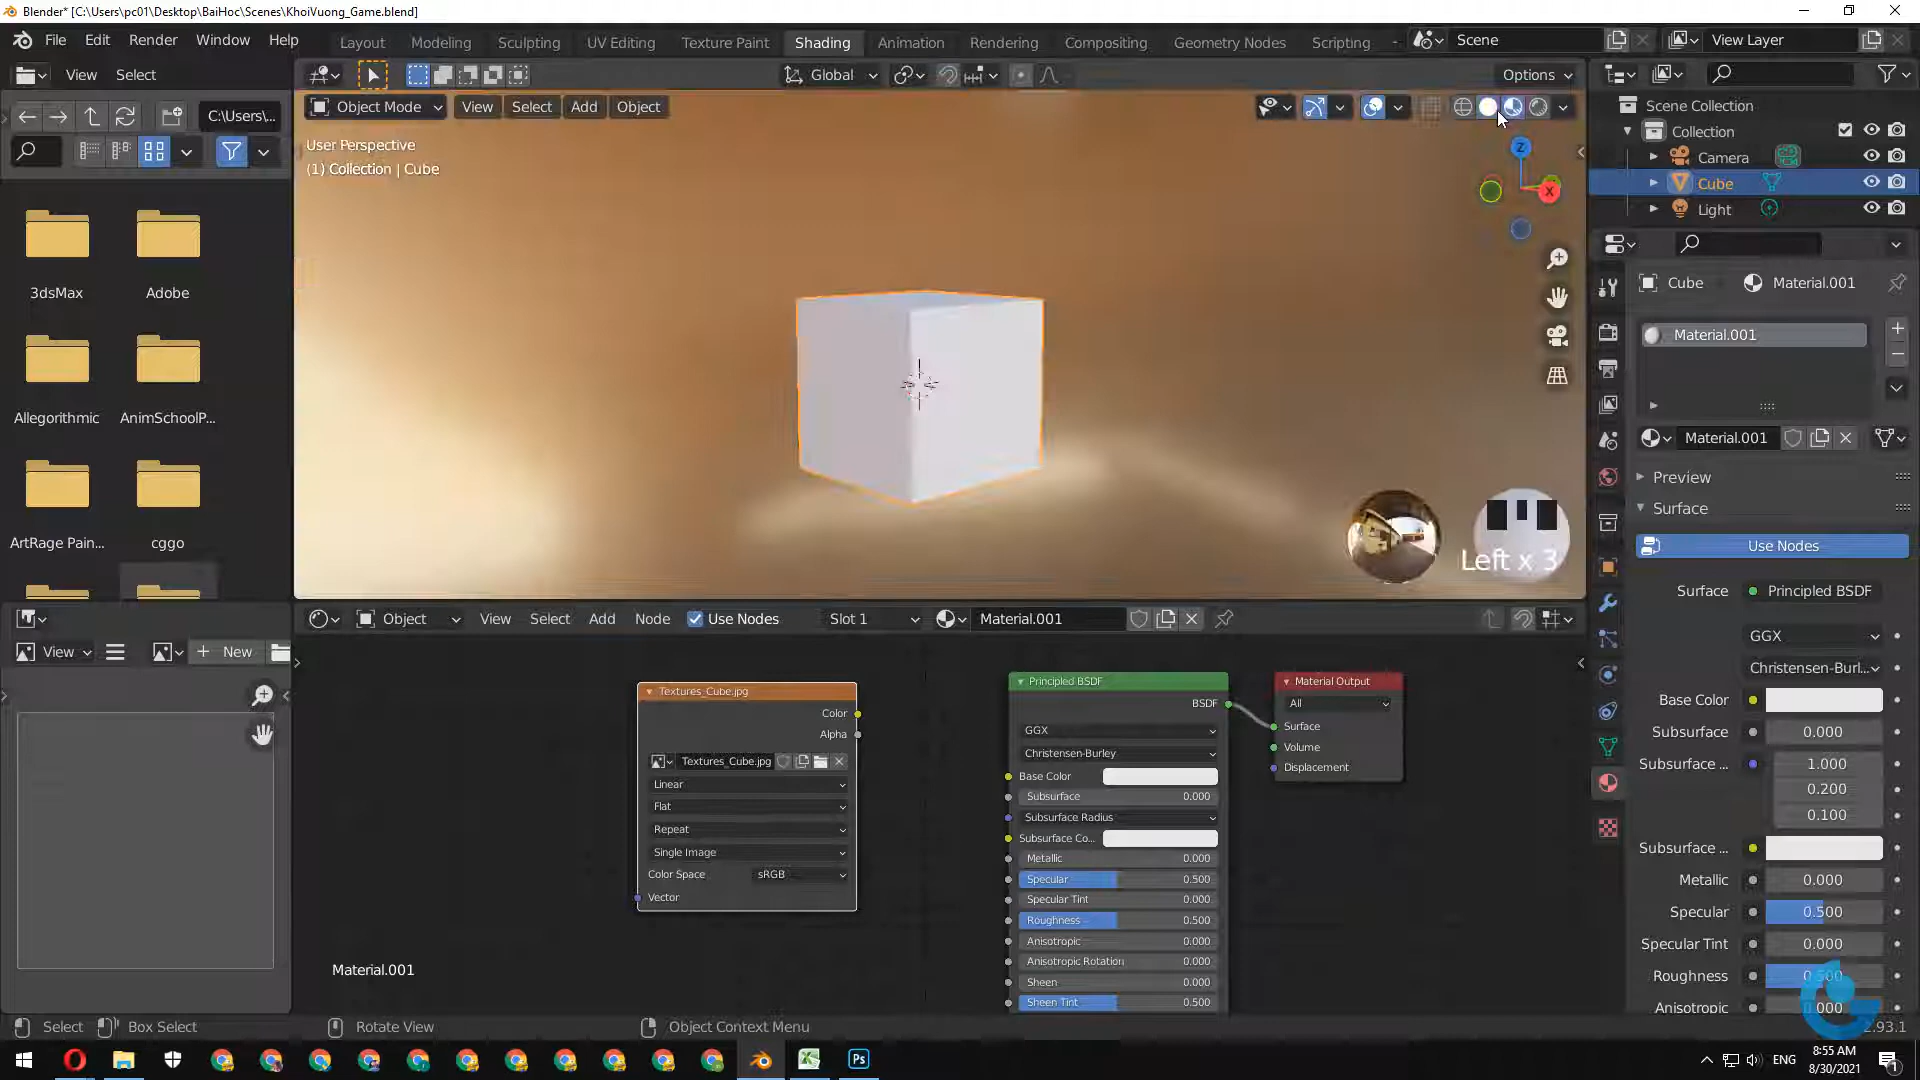 Blender* [C:\Users\pc01\Desktop\BaiHoc\Scenes\KhoiVuong_Game.blend]
File Edit Render Window Help
Layout Modeling Sculpting UV Editing Texture Paint Shading Animation Rendering Compositing Geometry Nodes Scripting
Scene
View Layer
View Select
Global
Options
C:\Users\...
Object Mode View Select Add Object
User Perspective
(1) Collection | Cube
Z
X
Left x 3
Scene Collection
Collection
Camera
Cube
Light
3dsMax
Adobe
Allegorithmic
AnimSchoolP...
ArtRage Pain...
cggo
Cube Material.001
Material.001
Material.001
Preview
Surface
Use Nodes
Surface Principled BSDF
GGX
Christensen-Burl...
Base Color
Subsurface 0.000
Subsurface ... 1.000
0.200
0.100
Subsurface ...
Metallic 0.000
Specular 0.500
Specular Tint 0.000
Roughness 0.500
Anisotropic 0.000
View New
Object View Select Add Node Use Nodes Slot 1 Material.001
Textures_Cube.jpg
Color
Alpha
Textures_Cube.jpg
Linear
Flat
Repeat
Single Image
Color Space sRGB
Vector
Principled BSDF
BSDF
GGX
Christensen-Burley
Base Color
Subsurface 0.000
Subsurface Radius
Subsurface Co...
Metallic 0.000
Specular 0.500
Specular Tint 0.000
Roughness 0.500
Anisotropic 0.000
Anisotropic Rotation 0.000
Sheen 0.000
Sheen Tint 0.500
Material Output
All
Surface
Volume
Displacement
Material.001
Select Box Select Rotate View Object Context Menu
2.93.1
Ps
ENG
8:55 AM
8/30/2021
1